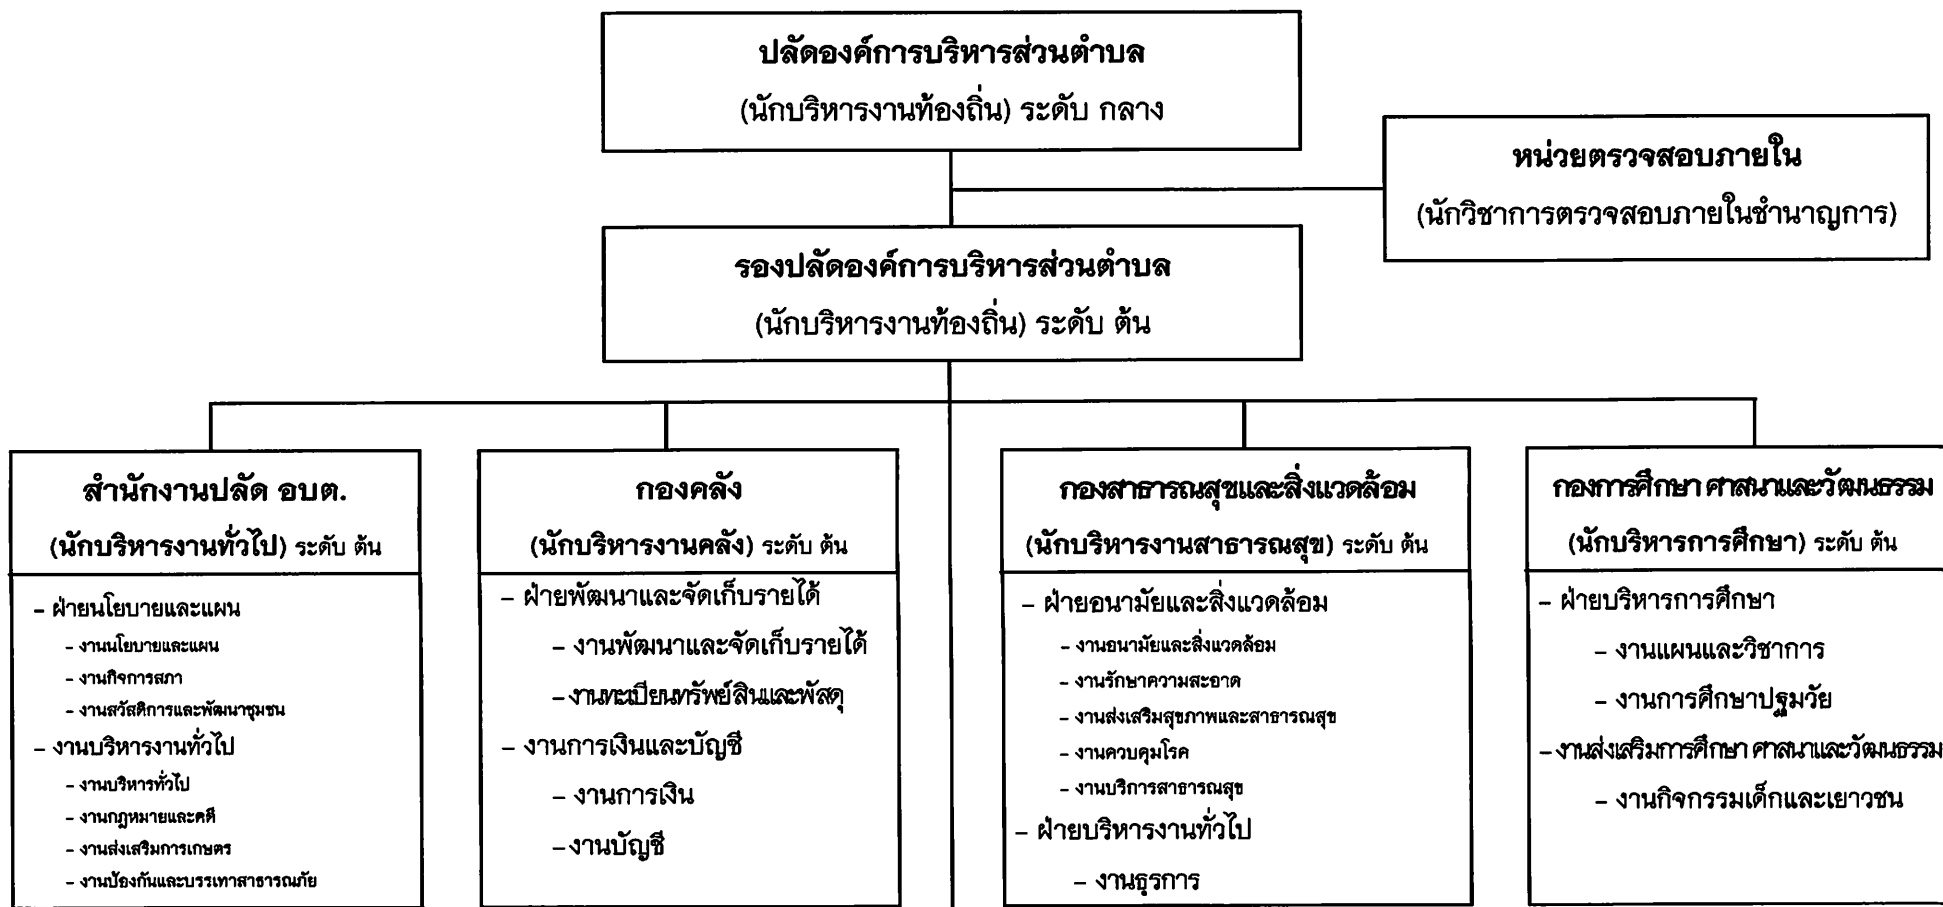 ปลัดองค์การบริหารส่วนตำบล
(นักบริหารงานท้องถิ่น) ระดับ กลาง
หน่วยตรวจสอบภายใน
(นักวิชาการตรวจสอบภายในชำนาญการ)
รองปลัดองค์การบริหารส่วนตำบล
(นักบริหารงานท้องถิ่น) ระดับ ต้น
สำนักงานปลัด อบต.
(นักบริหารงานทั่วไป) ระดับ ต้น
– ฝ่ายนโยบายและแผน
– งานนโยบายและแผน
– งานกิจการสภา
– งานสวัสดิการและพัฒนาชุมชน
– งานบริหารงานทั่วไป
– งานบริหารทั่วไป
– งานกฎหมายและคดี
– งานส่งเสริมการเกษตร
– งานป้องกันและบรรเทาสาธารณภัย
กองคลัง
(นักบริหารงานคลัง) ระดับ ต้น
– ฝ่ายพัฒนาและจัดเก็บรายได้
– งานพัฒนาและจัดเก็บรายได้
–งานทะเบียนทรัพย์สินและพัสดุ
– งานการเงินและบัญชี
– งานการเงิน
–งานบัญชี
กองสาธารณสุขและสิ่งแวดล้อม
(นักบริหารงานสาธารณสุข) ระดับ ต้น
– ฝ่ายอนามัยและสิ่งแวดล้อม
– งานอนามัยและสิ่งแวดล้อม
– งานรักษาความสะอาด
– งานส่งเสริมสุขภาพและสาธารณสุข
– งานควบคุมโรค
– งานบริการสาธารณสุข
– ฝ่ายบริหารงานทั่วไป
– งานธุรการ
กองการศึกษา ศาสนาและวัฒนธรรม
(นักบริหารการศึกษา) ระดับ ต้น
– ฝ่ายบริหารการศึกษา
– งานแผนและวิชาการ
– งานการศึกษาปฐมวัย
–งานส่งเสริมการศึกษา ศาสนาและวัฒนธรรม
– งานกิจกรรมเด็กและเยาวชน